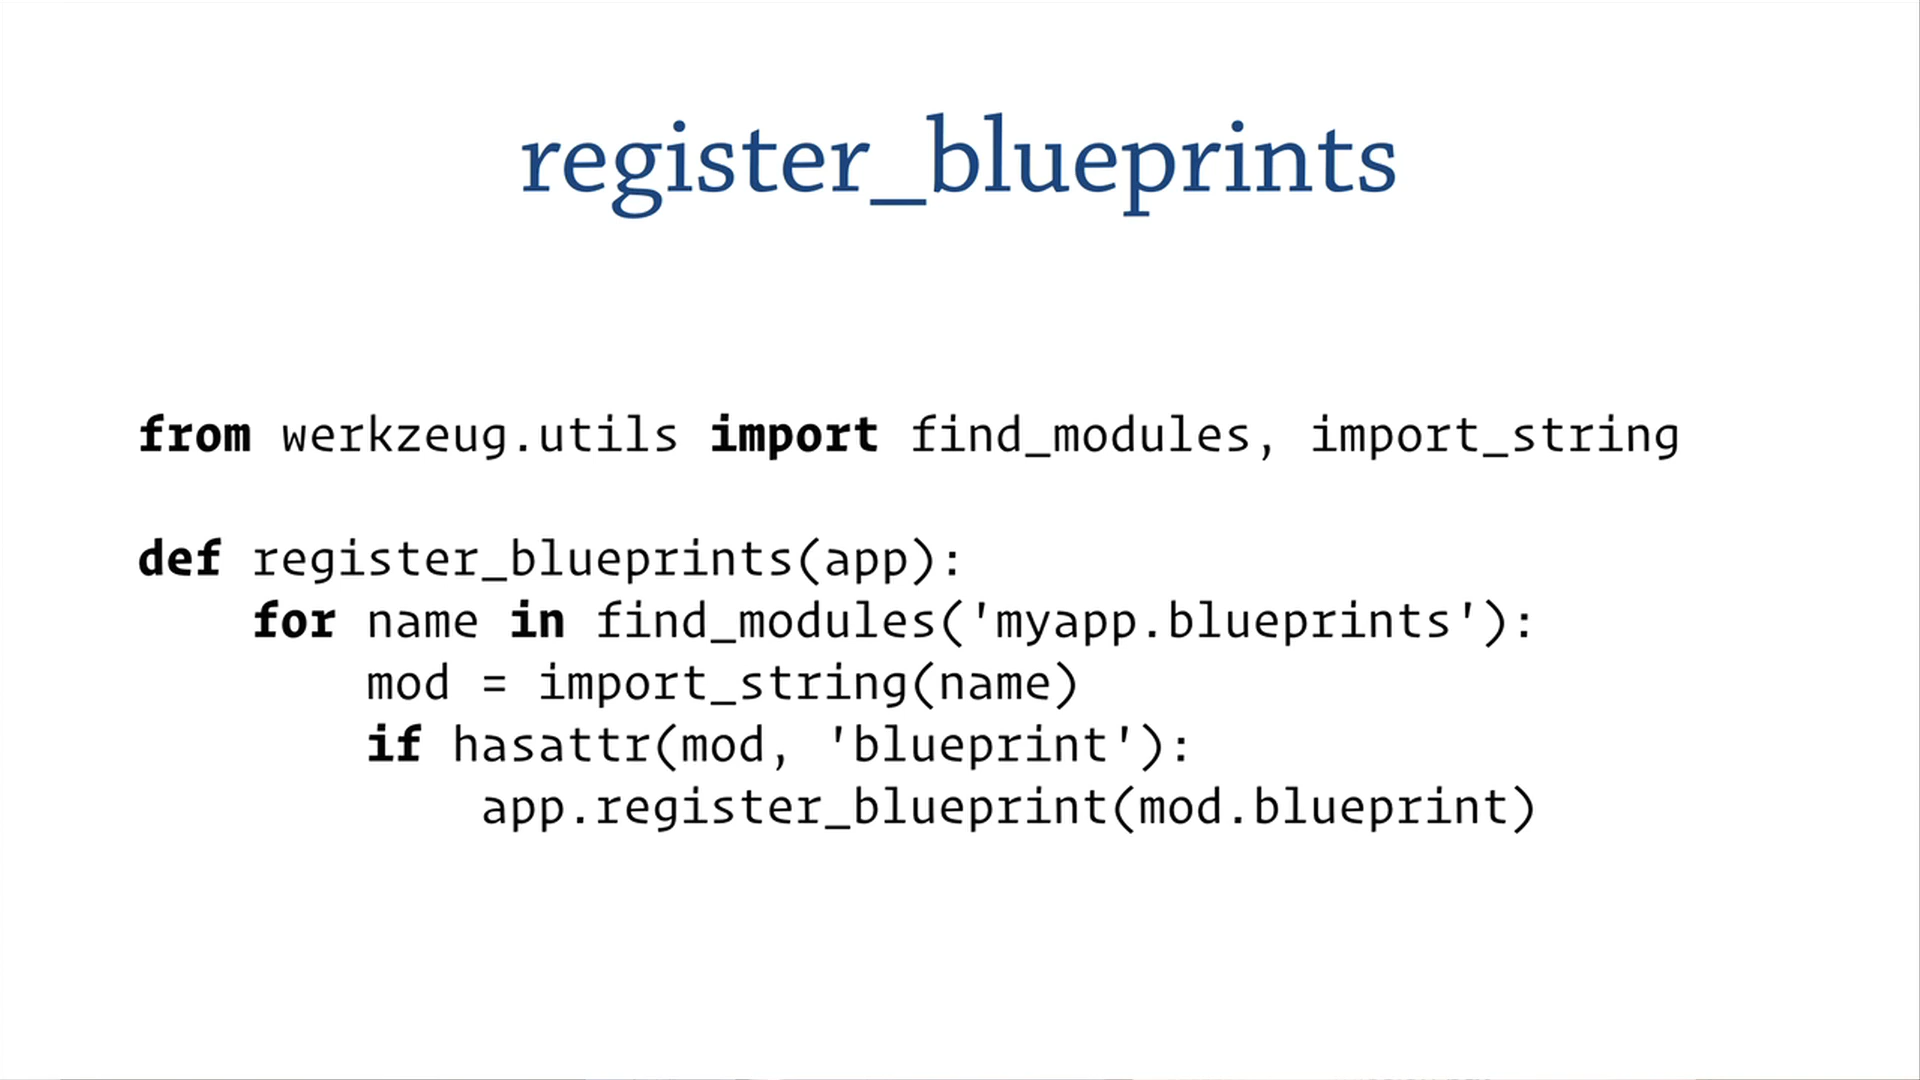 register_blueprints
from werkzeug.utils import find_modules, import_string
def register_blueprints(app):
    for name in find_modules('myapp.blueprints'):
        mod = import_string(name)
        if hasattr(mod, 'blueprint'):
            app.register_blueprint(mod.blueprint)